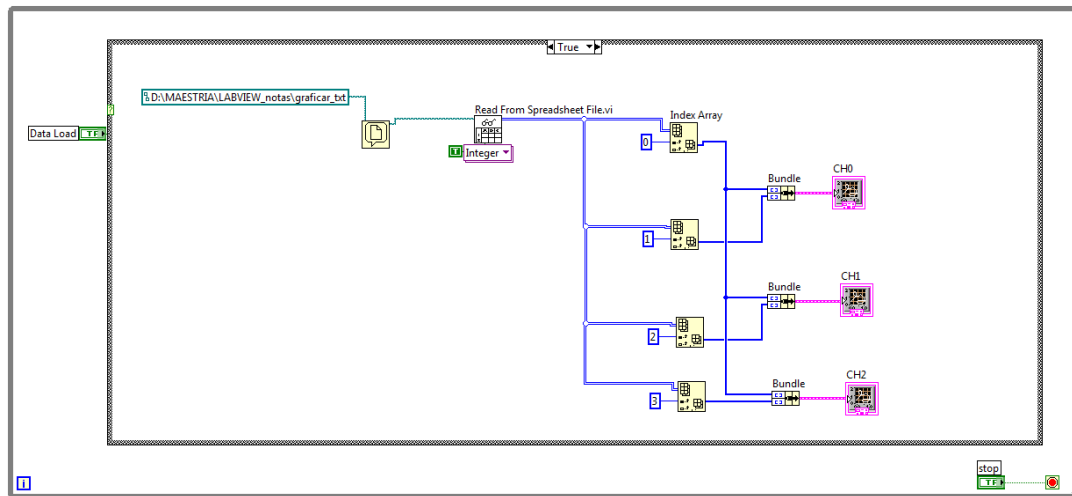 True
D:\MAESTRIA\LABVIEW_notas\graficar_txt
Read From Spreadsheet File.vi
Index Array
Data Load
TF
?
T
Integer
0
Bundle
CH0
1
CH1
Bundle
2
CH2
Bundle
3
stop
TF
i